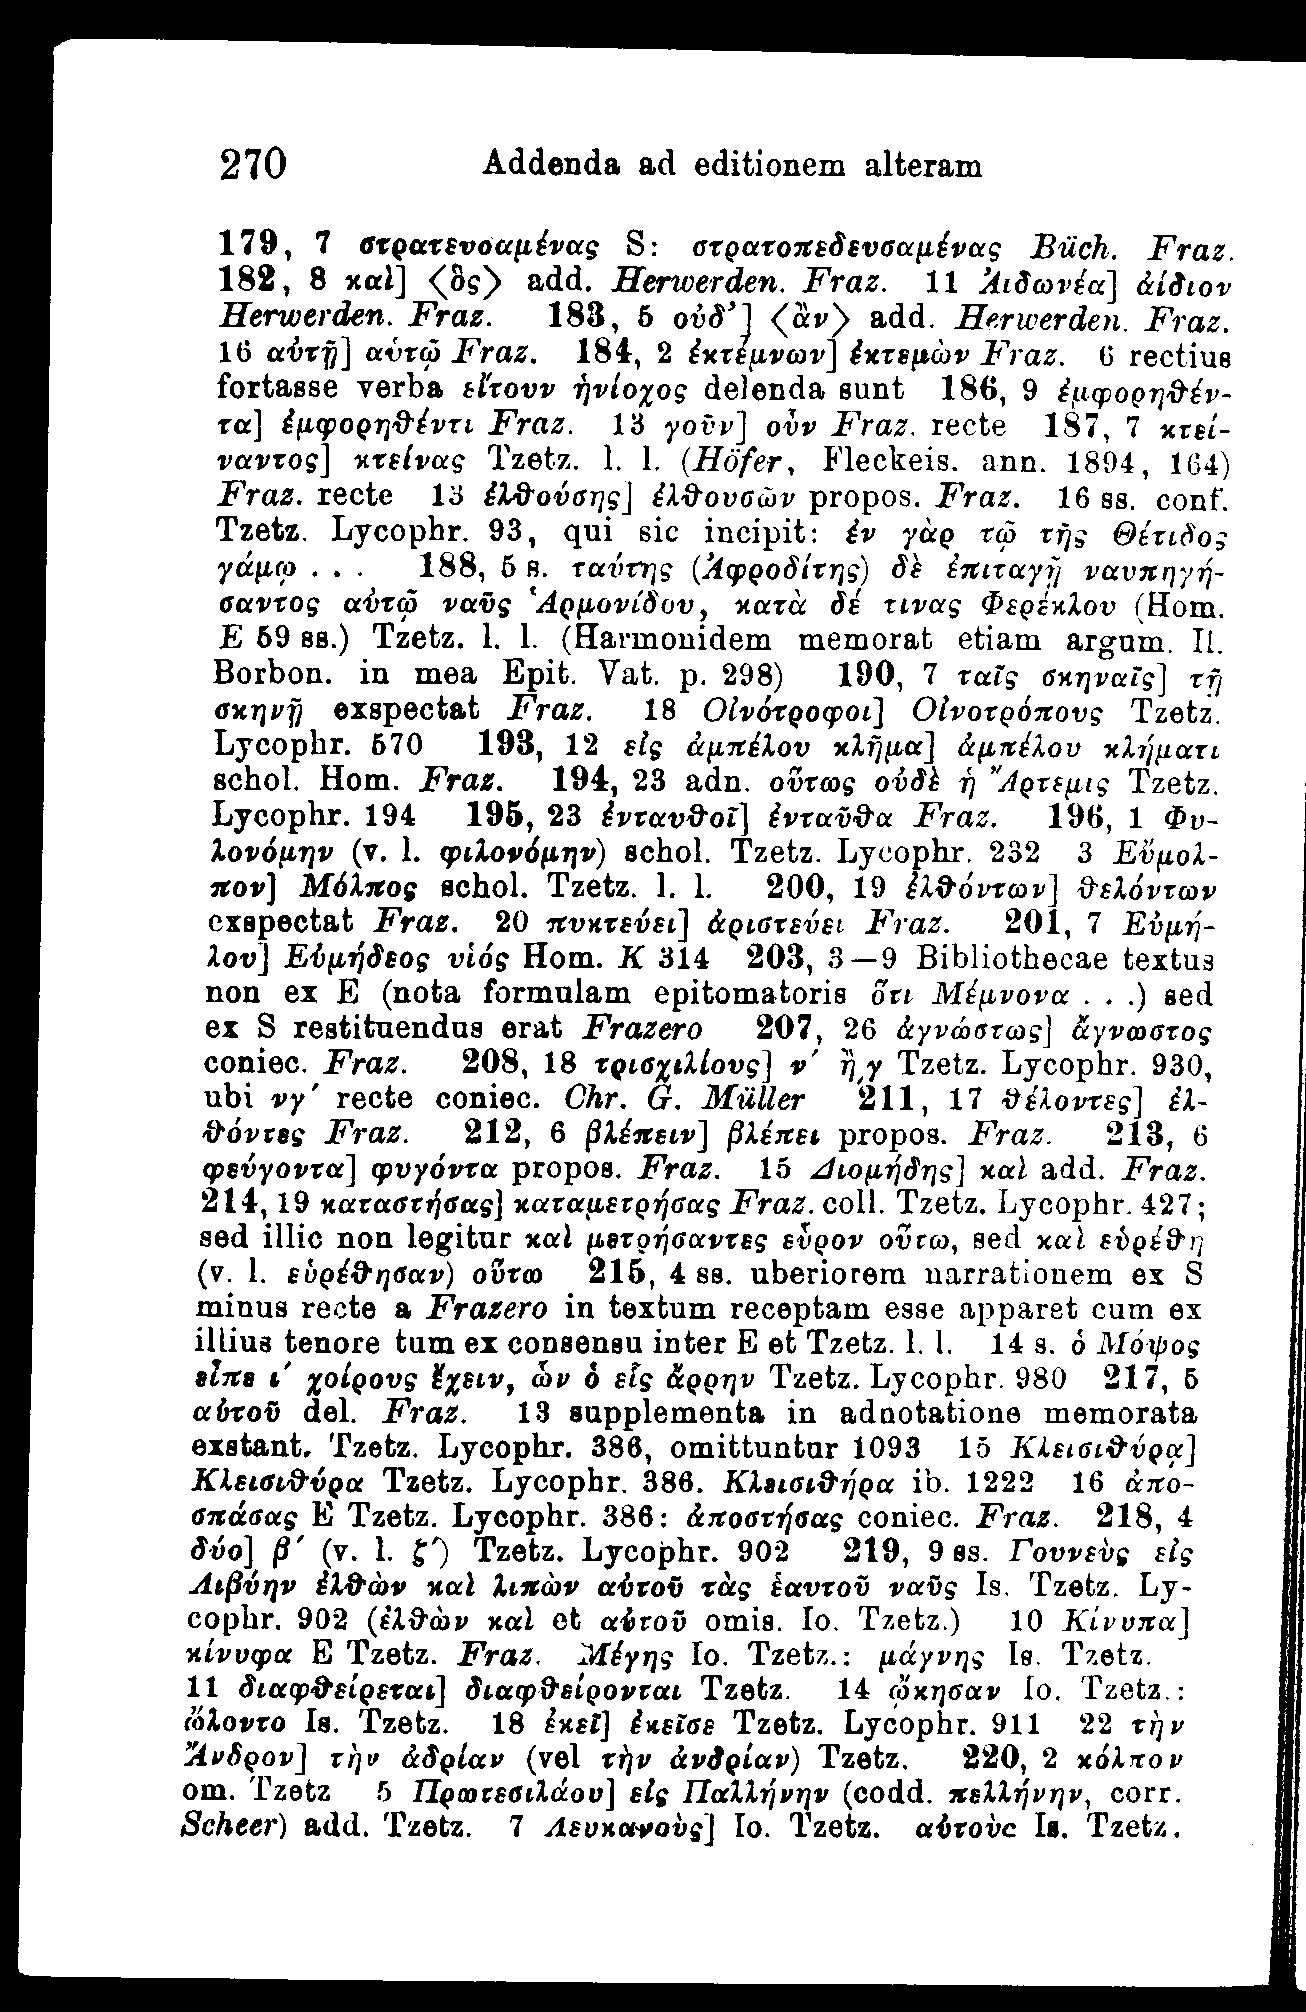 270 Addenda ad editionem alteram
179, 7 στρατευοαμένας S: στρατοπεδευσαμένας Büch. Fraz.
182, 8 καὶ] ⟨ὃς⟩ add. Herwerden. Fraz. 11 Ἀιδωνέα] ἀίδιον
Herwerden. Fraz. 183, 5 οὐδ’] ⟨ἂν⟩ add. Herwerden. Fraz.
16 αὐτῇ] αὐτῷ Fraz. 184, 2 ἐκτέμνων] ἐκτεμὼν Fraz. 6 rectius
fortasse verba εἴτουν ἡνίοχος delenda sunt 186, 9 ἐμφορηθέν-
τα] ἐμφορηθέντι Fraz. 13 γοῦν] οὖν Fraz. recte 187, 7 κτεί-
ναντος] κτείνας Tzetz. l. l. (Höfer, Fleckeis. ann. 1894, 164)
Fraz. recte 13 ἐλθούσης] ἐλθουσῶν propos. Fraz. 16 ss. conf.
Tzetz. Lycophr. 93, qui sic incipit: ἐν γὰρ τῷ τῆς Θέτιδος
γάμῳ . . . 188, 5 s. ταύτης (Ἀφροδίτης) δὲ ἐπιταγῇ ναυπηγή-
σαντος αὐτῷ ναῦς Ἁρμονίδου, κατὰ δέ τινας Φερέκλου (Hom.
E 59 ss.) Tzetz. l. l. (Harmonidem memorat etiam argum. Il.
Borbon. in mea Epit. Vat. p. 298) 190, 7 ταῖς σκηναῖς] τῇ
σκηνῇ exspectat Fraz. 18 Οἰνότροφοι] Οἰνοτρόπους Tzetz.
Lycophr. 570 193, 12 εἰς ἀμπέλου κλῆμα] ἀμπέλου κλήματι
schol. Hom. Fraz. 194, 23 adn. οὕτως οὐδὲ ἡ Ἄρτεμις Tzetz.
Lycophr. 194 195, 23 ἐνταυθοῖ] ἐνταῦθα Fraz. 196, 1 Φυ-
λονόμην (v. l. φιλονόμην) schol. Tzetz. Lycophr. 232 3 Εὔμολ-
πον] Μόλπος schol. Tzetz. l. l. 200, 19 ἐλθόντων] θελόντων
exspectat Fraz. 20 πυκτεύει] ἀριστεύει Fraz. 201, 7 Εὐμή-
λου] Εὐμήδεος υἱός Hom. K 314 203, 3—9 Bibliothecae textus
non ex E (nota formulam epitomatoris ὅτι Μέμνονα . . .) sed
ex S restituendus erat Frazero 207, 26 ἀγνώστως] ἄγνωστος
coniec. Fraz. 208, 18 τρισχιλίους] ν′ ἢ͵γ Tzetz. Lycophr. 930,
ubi νγ′ recte coniec. Chr. G. Müller 211, 17 θέλοντες] ἐλ-
θόντες Fraz. 212, 6 βλέπειν] βλέπει propos. Fraz. 213, 6
φεύγοντα] φυγόντα propos. Fraz. 15 Διομήδης] καὶ add. Fraz.
214, 19 καταστήσας] καταμετρήσας Fraz. coll. Tzetz. Lycophr. 427;
sed illic non legitur καὶ μετρήσαντες εὗρον οὕτω, sed καὶ εὑρέθη
(v. l. εὑρέθησαν) οὕτω 215, 4 ss. uberiorem narrationem ex S
minus recte a Frazero in textum receptam esse apparet cum ex
illius tenore tum ex consensu inter E et Tzetz. l. l. 14 s. ὁ Μόψος
εἶπε ι′ χοίρους ἔχειν, ὧν ὁ εἷς ἄρρην Tzetz. Lycophr. 980 217, 5
αὐτοῦ del. Fraz. 13 supplementa in adnotatione memorata
exstant. Tzetz. Lycophr. 386, omittuntur 1093 15 Κλεισιθύρᾳ]
Κλεισιθύρα Tzetz. Lycophr. 386. Κλεισιθήρα ib. 1222 16 ἀπο-
σπάσας E Tzetz. Lycophr. 386: ἀποστήσας coniec. Fraz. 218, 4
δύο] β′ (v. l. ζ′) Tzetz. Lycophr. 902 219, 9 ss. Γουνεὺς εἰς
Λιβύην ἐλθὼν καὶ λιπὼν αὐτοῦ τὰς ἑαυτοῦ ναῦς Is. Tzetz. Ly-
cophr. 902 (ἐλθὼν καὶ et αὐτοῦ omis. Io. Tzetz.) 10 Κίνυπα]
κίνυφα E Tzetz. Fraz. Μέγης Io. Tzetz.: μάγνης Is. Tzetz.
11 διαφθείρεται] διαφθείρονται Tzetz. 14 ᾤκησαν Io. Tzetz.:
ὤλοντο Is. Tzetz. 18 ἐκεῖ] ἐκεῖσε Tzetz. Lycophr. 911 22 τὴν
Ἄνδρον] τὴν ἀδρίαν (vel τὴν ἀνδρίαν) Tzetz. 220, 2 κόλπον
om. Tzetz 5 Πρωτεσιλάου] εἰς Παλλήνην (codd. πελλήνην, corr.
Scheer) add. Tzetz. 7 Λευκανοὺς] Io. Tzetz. αὐτοὺς Is. Tzetz.